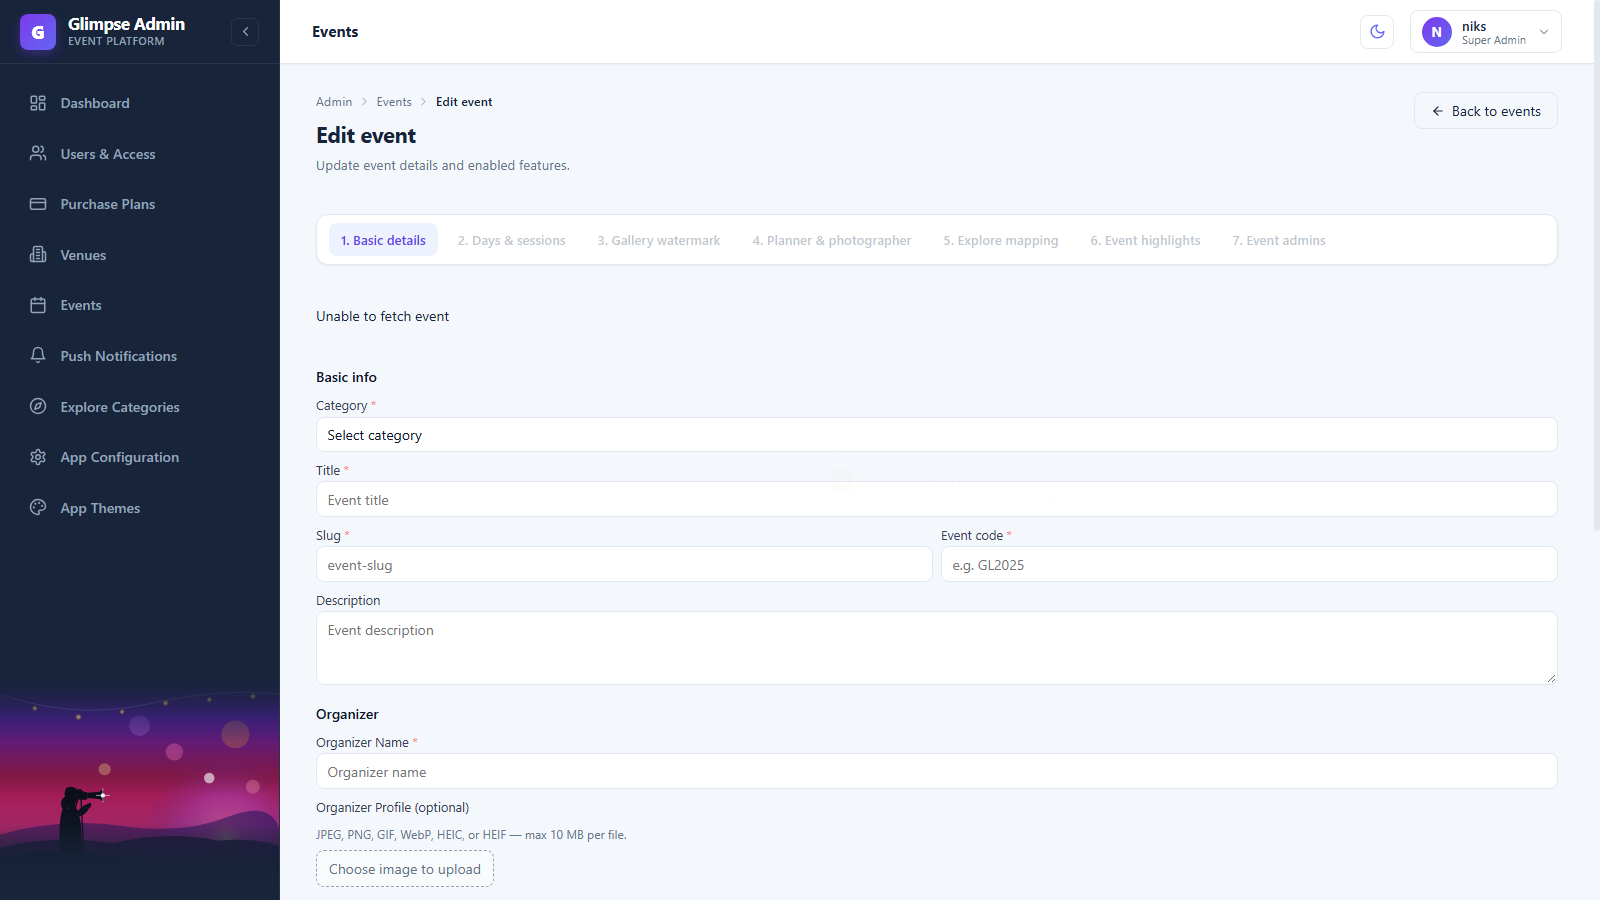 G
Glimpse Admin
EVENT PLATFORM
Dashboard
Users & Access
Purchase Plans
Venues
Events
Push Notifications
Explore Categories
App Configuration
App Themes
Events
N
niks
Super Admin
Admin > Events > Edit event
Edit event
Update event details and enabled features.
← Back to events
1. Basic details
2. Days & sessions
3. Gallery watermark
4. Planner & photographer
5. Explore mapping
6. Event highlights
7. Event admins
Unable to fetch event
Basic info
Category *
Select category
Title *
Event title
Slug *
event-slug
Event code *
e.g. GL2025
Description
Event description
Organizer
Organizer Name *
Organizer name
Organizer Profile (optional)
JPEG, PNG, GIF, WebP, HEIC, or HEIF — max 10 MB per file.
Choose image to upload